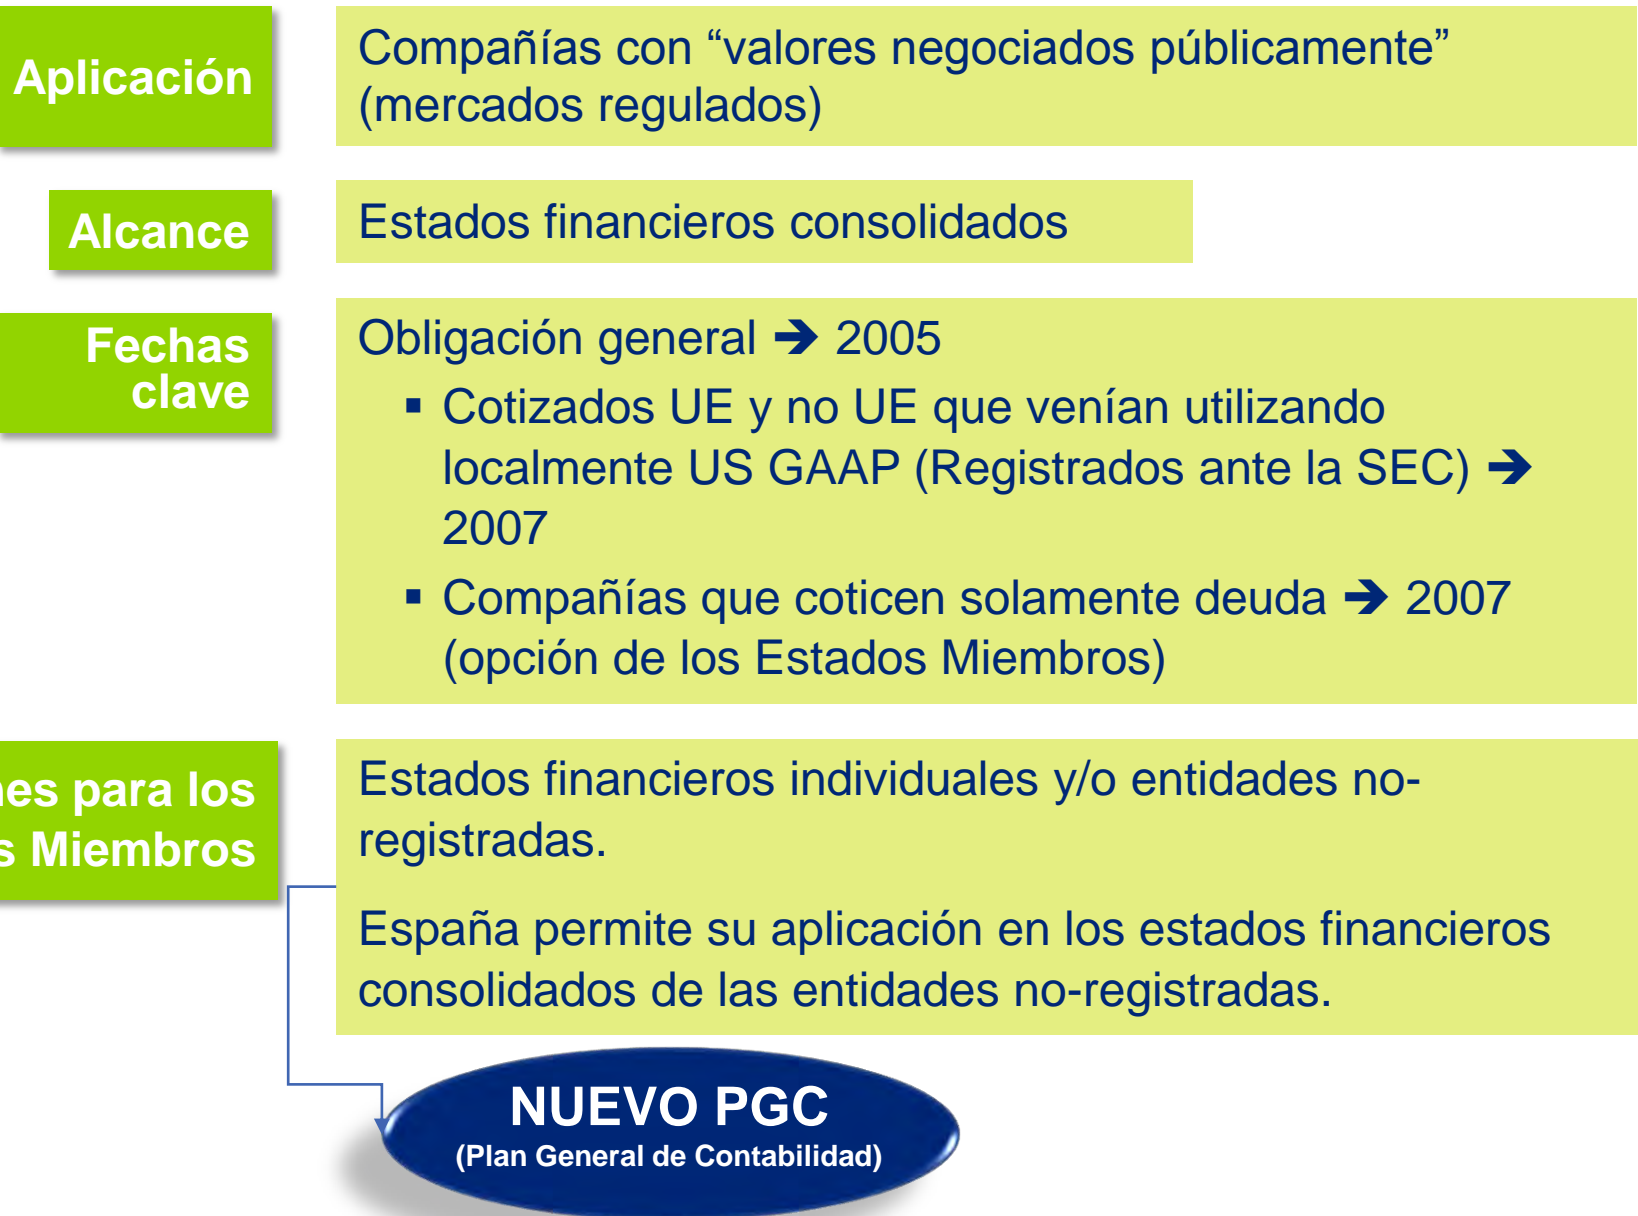 Aplicación
Compañías con “valores negociados públicamente”
(mercados regulados)
Alcance
Estados financieros consolidados
Fechas
clave
Obligación general ➔ 2005
▪ Cotizados UE y no UE que venían utilizando
localmente US GAAP (Registrados ante la SEC) ➔
2007
▪ Compañías que coticen solamente deuda ➔ 2007
(opción de los Estados Miembros)
para los
Miembros
Estados financieros individuales y/o entidades no-
registradas.
España permite su aplicación en los estados financieros
consolidados de las entidades no-registradas.
NUEVO PGC
(Plan General de Contabilidad)